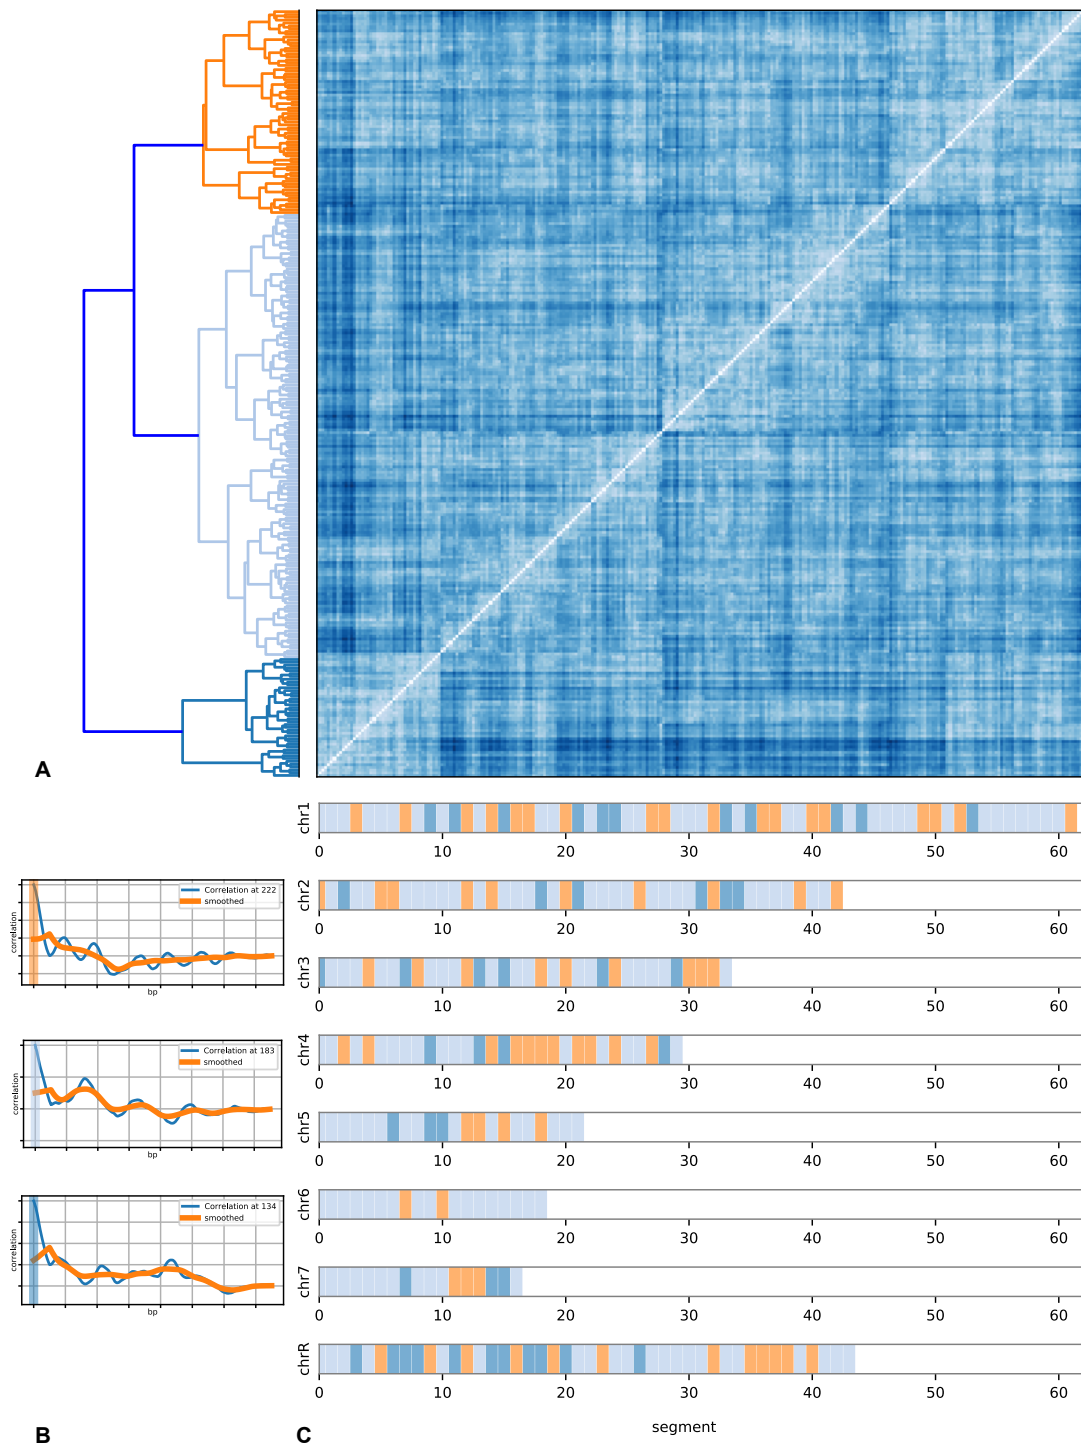 A
chr1
0 10 20 30 40 50 60
correlation
Correlation at 222
smoothed
bp
chr2
0 10 20 30 40 50 60
chr3
0 10 20 30 40 50 60
correlation
Correlation at 183
smoothed
bp
chr4
0 10 20 30 40 50 60
chr5
0 10 20 30 40 50 60
correlation
Correlation at 134
smoothed
bp
chr6
0 10 20 30 40 50 60
chr7
0 10 20 30 40 50 60
chrR
0 10 20 30 40 50 60
segment
B
C